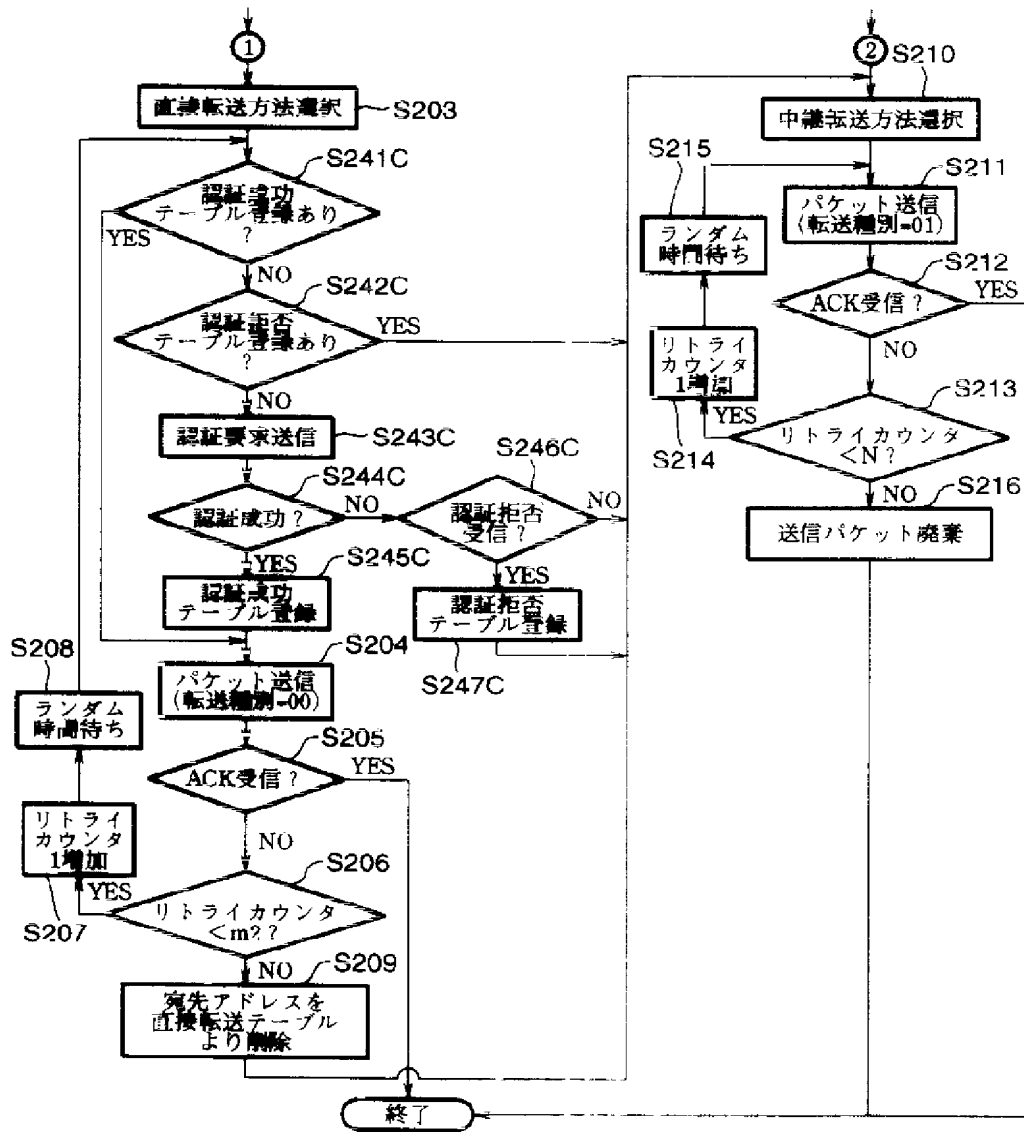 ①
直接転送方法選択
S203
S241C
認証成功
テーブル登録あり
?
YES
NO
S242C
認証拒否
テーブル登録あり
?
YES
NO
認証要求送信
S243C
S244C
認証成功?
NO
S246C
認証拒否
受信?
NO
YES
S245C
認証成功
テーブル登録
YES
認証拒否
テーブル登録
S247C
S204
パケット送信
(転送種別=00)
S208
ランダム
時間待ち
S205
ACK受信?
YES
NO
リトライ
カウンタ
1増加
S207
YES
S206
リトライカウンタ
<m2?
NO
S209
宛先アドレスを
直接転送テーブル
より削除
終了
②
S210
中継転送方法選択
S215
ランダム
時間待ち
S211
パケット送信
(転送種別=01)
S212
ACK受信?
YES
NO
リトライ
カウンタ
1増加
S214
YES
S213
リトライカウンタ
<N?
NO
S216
送信パケット廃棄